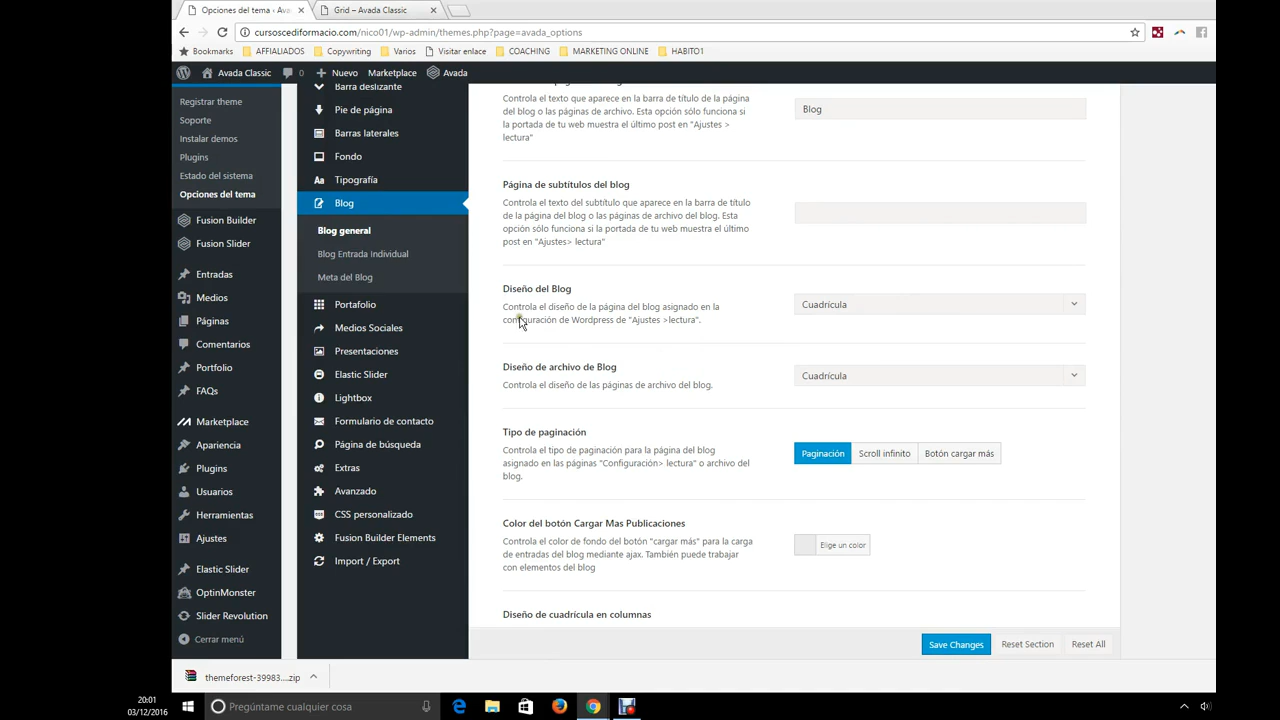 Opciones del tema ‹ Ava
Grid – Avada Classic
cursoscediformacio.com/nico01/wp-admin/themes.php?page=avada_options
Bookmarks
AFFILIADOS
Copywriting
Varios
Visitar enlace
COACHING
MARKETING ONLINE
HABITO1
Avada Classic
0
Nuevo
Marketplace
Avada
Registrar theme
Soporte
Instalar demos
Plugins
Estado del sistema
Opciones del tema
Fusion Builder
Fusion Slider
Entradas
Medios
Páginas
Comentarios
Portfolio
FAQs
Marketplace
Apariencia
Plugins
Usuarios
Herramientas
Ajustes
Elastic Slider
OptinMonster
Slider Revolution
Cerrar menú
Barra deslizante
Pie de página
Barras laterales
Fondo
Tipografía
Blog
Blog general
Blog Entrada Individual
Meta del Blog
Portafolio
Medios Sociales
Presentaciones
Elastic Slider
Lightbox
Formulario de contacto
Página de búsqueda
Extras
Avanzado
CSS personalizado
Fusion Builder Elements
Import / Export
Controla el texto que aparece en la barra de título de la página
del blog o las páginas de archivo. Esta opción sólo funciona si
la portada de tu web muestra el último post en "Ajustes >
lectura"
Blog
Página de subtítulos del blog
Controla el texto del subtítulo que aparece en la barra de título
de la página del blog o las páginas de archivo del blog. Esta
opción sólo funciona si la portada de tu web muestra el último
post en "Ajustes> lectura"
Diseño del Blog
Controla el diseño de la página del blog asignado en la
configuración de Wordpress de "Ajustes >lectura".
Cuadrícula
Diseño de archivo de Blog
Controla el diseño de las páginas de archivo del blog.
Cuadrícula
Tipo de paginación
Controla el tipo de paginación para la página del blog
asignado en las páginas "Configuración> lectura" o archivo del
blog.
Paginación
Scroll infinito
Botón cargar más
Color del botón Cargar Mas Publicaciones
Controla el color de fondo del botón "cargar más" para la carga
de entradas del blog mediante ajax. También puede trabajar
con elementos del blog
Elige un color
Diseño de cuadrícula en columnas
Save Changes
Reset Section
Reset All
themeforest-39983....zip
20:01
03/12/2016
Pregúntame cualquier cosa